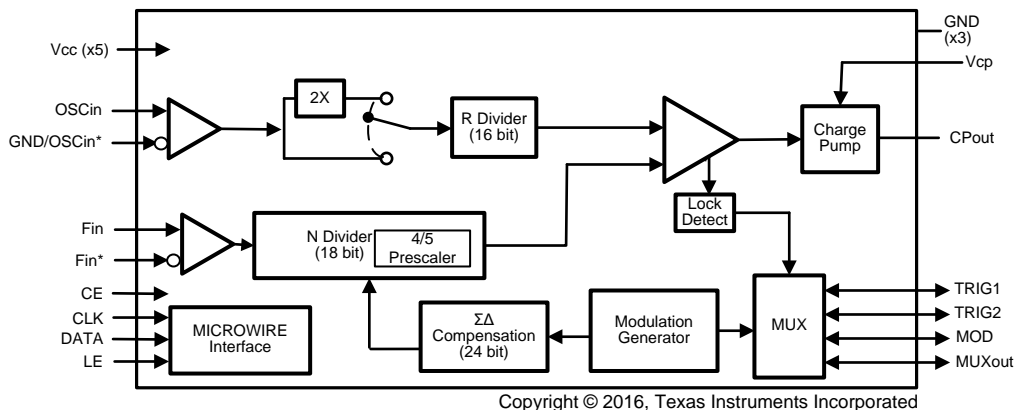 GND
(x3)
Vcc (x5)
Vcp
2X
OSCin
GND/OSCin*
R Divider
(16 bit)
Charge
Pump
CPout
Lock
Detect
Fin
Fin*
N Divider
(18 bit)
4/5
Prescaler
CE
CLK
DATA
LE
MICROWIRE
Interface
ΣΔ
Compensation
(24 bit)
Modulation
Generator
MUX
TRIG1
TRIG2
MOD
MUXout
Copyright © 2016, Texas Instruments Incorporated